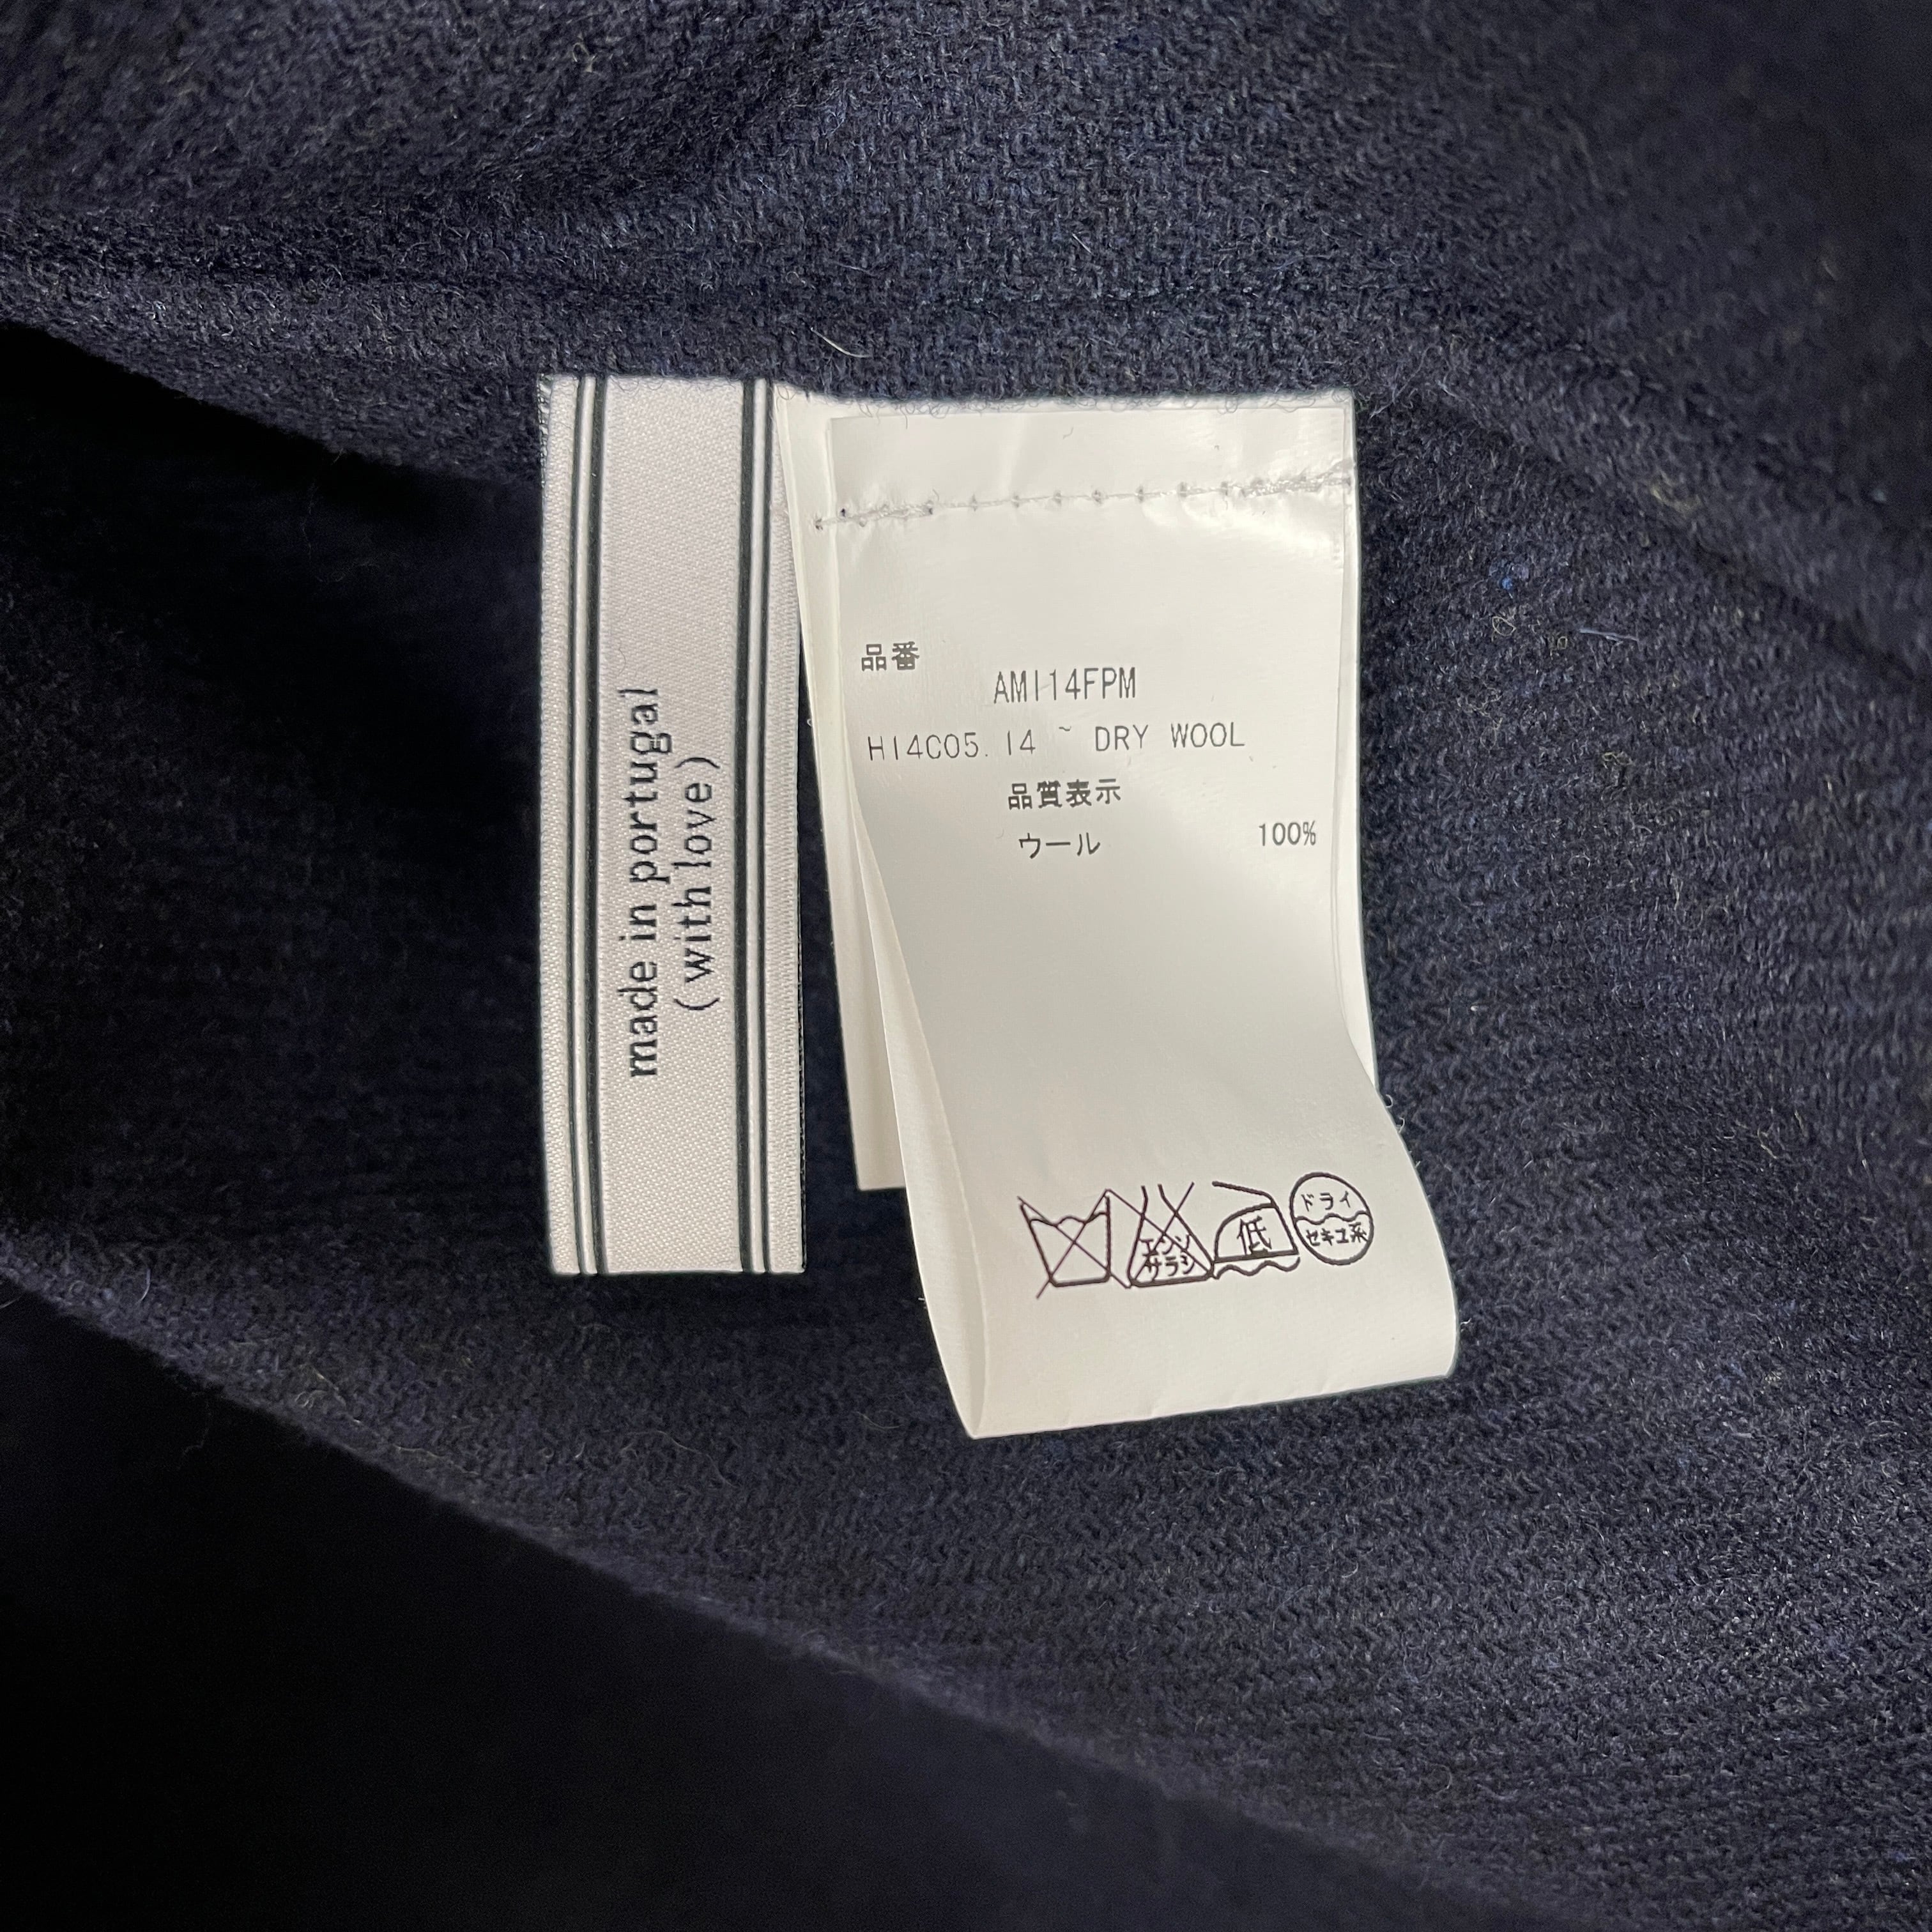 made in portugal
(with love)
品番
AMI14FPM
H14C05.14 ~ DRY WOOL
品質表示
ウール 100%
エンソ
サラシ
低
ドライ
セキユ系